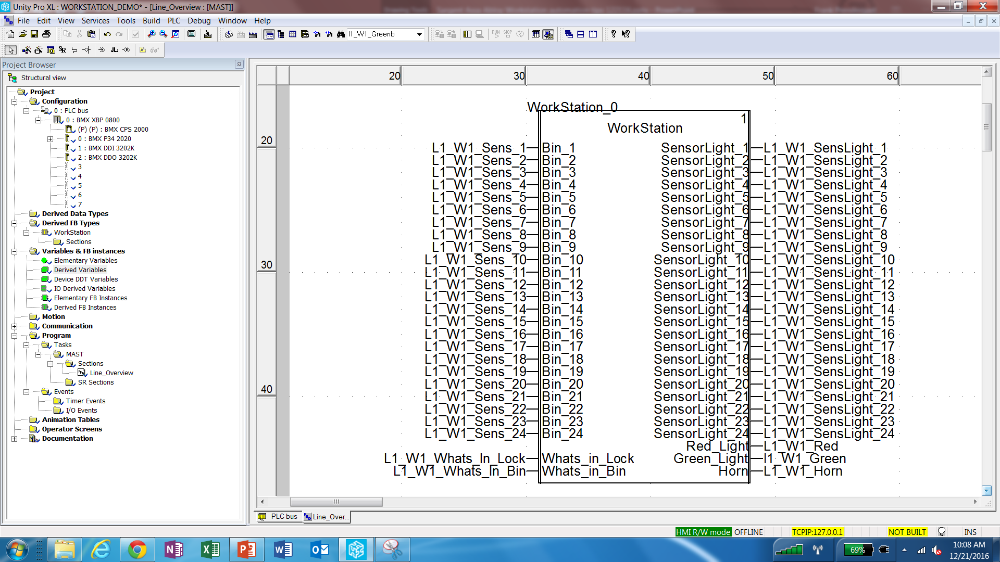 Unity Pro XL : WORKSTATION_DEMO* - [Line_Overview : [MAST]]
File Edit View Services Tools Build PLC Debug Window Help
I1_W1_Greenb
RUN STOP
SR JL:
Project Browser
Structural view
Project
Configuration
0 : PLC bus
0 : BMX XBP 0800
(P) (P) : BMX CPS 2000
0 : BMX P34 2020
1 : BMX DDI 3202K
2 : BMX DDO 3202K
3
4
5
6
7
Derived Data Types
Derived FB Types
WorkStation
Sections
Variables & FB instances
Elementary Variables
Derived Variables
Device DDT Variables
IO Derived Variables
Elementary FB Instances
Derived FB Instances
Motion
Communication
Program
Tasks
MAST
Sections
Line_Overview
SR Sections
Events
Timer Events
I/O Events
Animation Tables
Operator Screens
Documentation
20 30 40 50 60
20
30
40
WorkStation_0
1
WorkStation
L1_W1_Sens_1 Bin_1 SensorLight_1 L1_W1_SensLight_1
L1_W1_Sens_2 Bin_2 SensorLight_2 L1_W1_SensLight_2
L1_W1_Sens_3 Bin_3 SensorLight_3 L1_W1_SensLight_3
L1_W1_Sens_4 Bin_4 SensorLight_4 L1_W1_SensLight_4
L1_W1_Sens_5 Bin_5 SensorLight_5 L1_W1_SensLight_5
L1_W1_Sens_6 Bin_6 SensorLight_6 L1_W1_SensLight_6
L1_W1_Sens_7 Bin_7 SensorLight_7 L1_W1_SensLight_7
L1_W1_Sens_8 Bin_8 SensorLight_8 L1_W1_SensLight_8
L1_W1_Sens_9 Bin_9 SensorLight_9 L1_W1_SensLight_9
L1_W1_Sens_10 Bin_10 SensorLight_10 L1_W1_SensLight_10
L1_W1_Sens_11 Bin_11 SensorLight_11 L1_W1_SensLight_11
L1_W1_Sens_12 Bin_12 SensorLight_12 L1_W1_SensLight_12
L1_W1_Sens_13 Bin_13 SensorLight_13 L1_W1_SensLight_13
L1_W1_Sens_14 Bin_14 SensorLight_14 L1_W1_SensLight_14
L1_W1_Sens_15 Bin_15 SensorLight_15 L1_W1_SensLight_15
L1_W1_Sens_16 Bin_16 SensorLight_16 L1_W1_SensLight_16
L1_W1_Sens_17 Bin_17 SensorLight_17 L1_W1_SensLight_17
L1_W1_Sens_18 Bin_18 SensorLight_18 L1_W1_SensLight_18
L1_W1_Sens_19 Bin_19 SensorLight_19 L1_W1_SensLight_19
L1_W1_Sens_20 Bin_20 SensorLight_20 L1_W1_SensLight_20
L1_W1_Sens_21 Bin_21 SensorLight_21 L1_W1_SensLight_21
L1_W1_Sens_22 Bin_22 SensorLight_22 L1_W1_SensLight_22
L1_W1_Sens_23 Bin_23 SensorLight_23 L1_W1_SensLight_23
L1_W1_Sens_24 Bin_24 SensorLight_24 L1_W1_SensLight_24
Red_Light L1_W1_Red
L1_W1_Whats_In_Lock Whats_in_Lock Green_Light I1_W1_Green
L1_W1_Whats_In_Bin Whats_in_Bin Horn L1_W1_Horn
PLC bus Line_Over...
HMI R/W mode OFFLINE TCPIP:127.0.0.1 NOT BUILT INS
69%
10:08 AM
12/21/2016